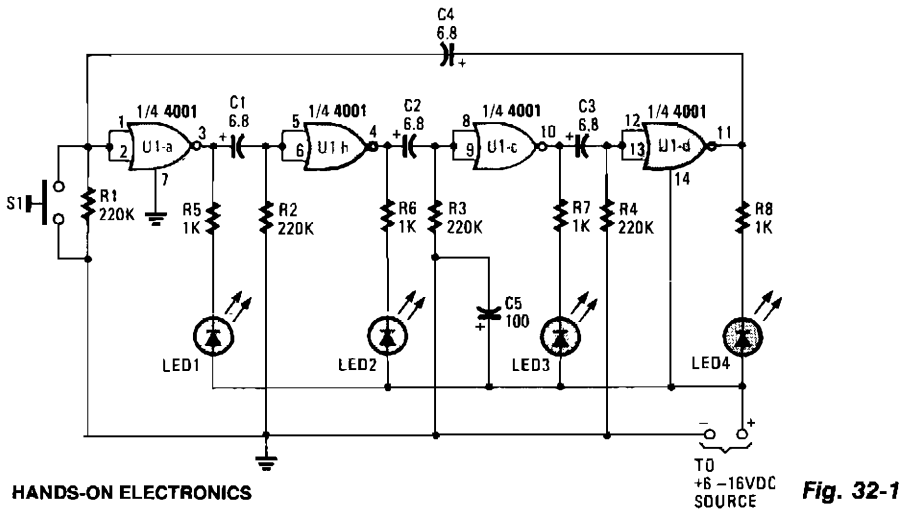 C4
6.8
+
1/4 4001
C1
6.8
1/4 4001
C2
6.8
1/4 4001
C3
6.8
1/4 4001
1
2
U1-a
3
+
5
6
U1
4
+
8
9
U1-c
10
+
12
13
U1-d
11
7
14
S1
R1
220K
R5
1K
R2
220K
R6
1K
R3
220K
R7
1K
R4
220K
R8
1K
C5
100
+
LED1
LED2
LED3
LED4
- +
TO
+6 -16VDC
SOURCE
HANDS-ON ELECTRONICS
Fig. 32-1